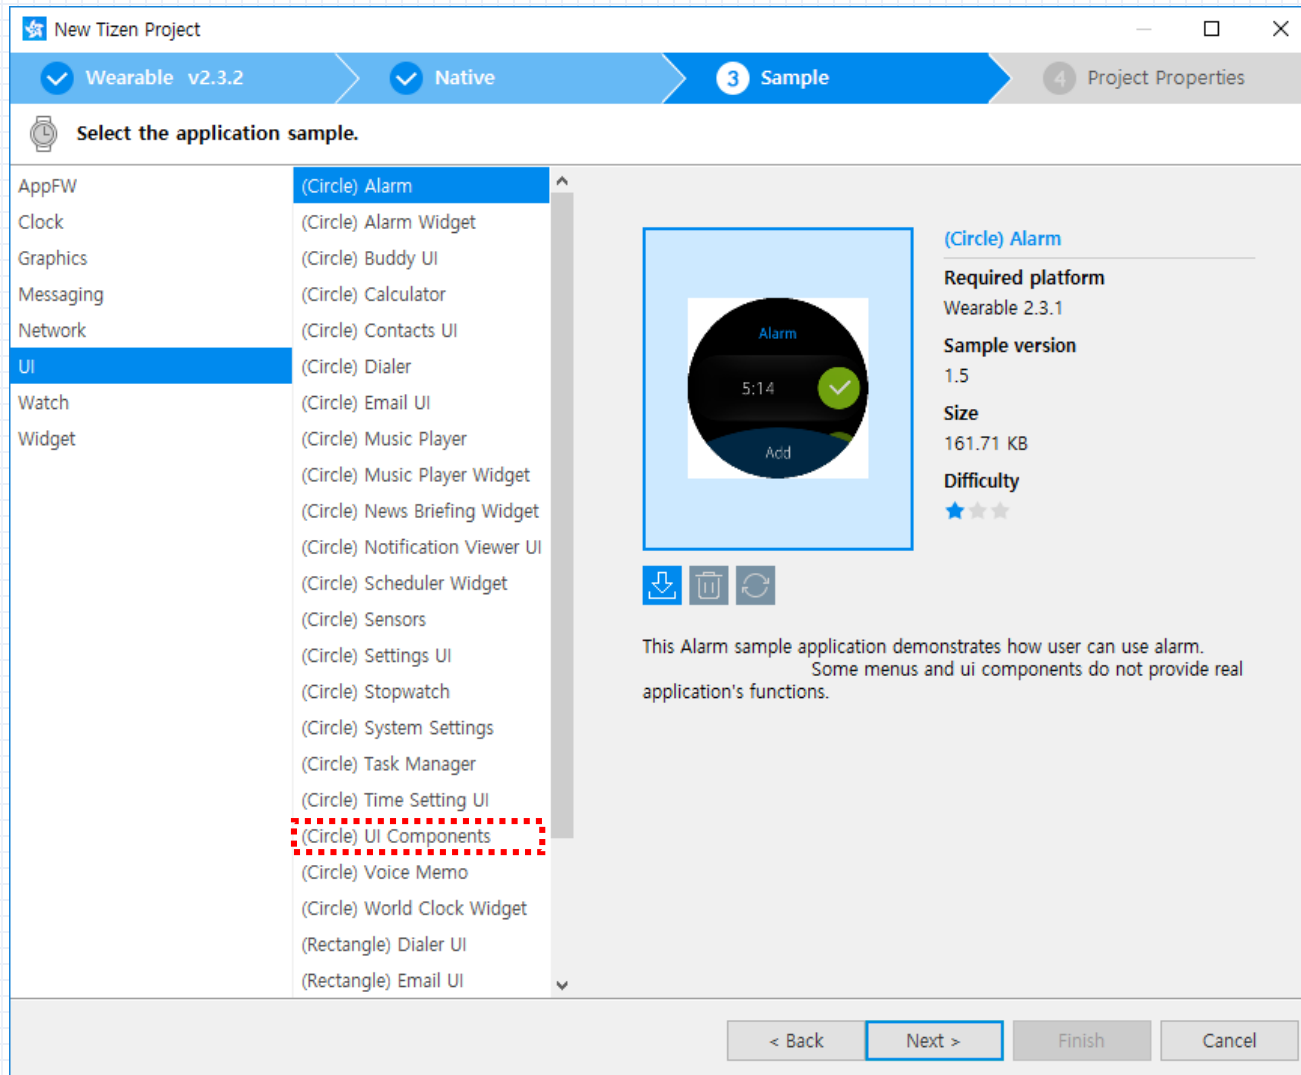 New Tizen Project
Wearable v2.3.2
Native
3 Sample
4 Project Properties
Select the application sample.
AppFW
Clock
Graphics
Messaging
Network
UI
Watch
Widget
(Circle) Alarm
(Circle) Alarm Widget
(Circle) Buddy UI
(Circle) Calculator
(Circle) Contacts UI
(Circle) Dialer
(Circle) Email UI
(Circle) Music Player
(Circle) Music Player Widget
(Circle) News Briefing Widget
(Circle) Notification Viewer UI
(Circle) Scheduler Widget
(Circle) Sensors
(Circle) Settings UI
(Circle) Stopwatch
(Circle) System Settings
(Circle) Task Manager
(Circle) Time Setting UI
(Circle) UI Components
(Circle) Voice Memo
(Circle) World Clock Widget
(Rectangle) Dialer UI
(Rectangle) Email UI
Alarm
5:14
Add
(Circle) Alarm
Required platform
Wearable 2.3.1
Sample version
1.5
Size
161.71 KB
Difficulty
This Alarm sample application demonstrates how user can use alarm.
Some menus and ui components do not provide real
application's functions.
< Back
Next >
Finish
Cancel